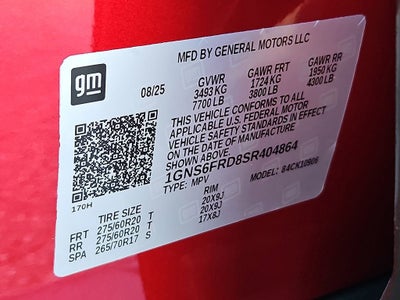 MFD BY GENERAL MOTORS LLC
gm
08/25
GVWR
3493 KG
7700 LB
GAWR FRT
1724 KG
3800 LB
GAWR RR
1950 KG
4300 LB
THIS VEHICLE CONFORMS TO ALL
APPLICABLE U.S. FEDERAL MOTOR
VEHICLE SAFETY STANDARDS IN EFFECT
ON THE DATE OF MANUFACTURE
SHOWN ABOVE.
1GNS6FRD8SR404864
TYPE: MPV
MODEL: 84CK10906
170H
TIRE SIZE
RIM
FRT 275/60R20 T 20X9J
RR 275/60R20 T 20X9J
SPA 265/70R17 S 17X8J